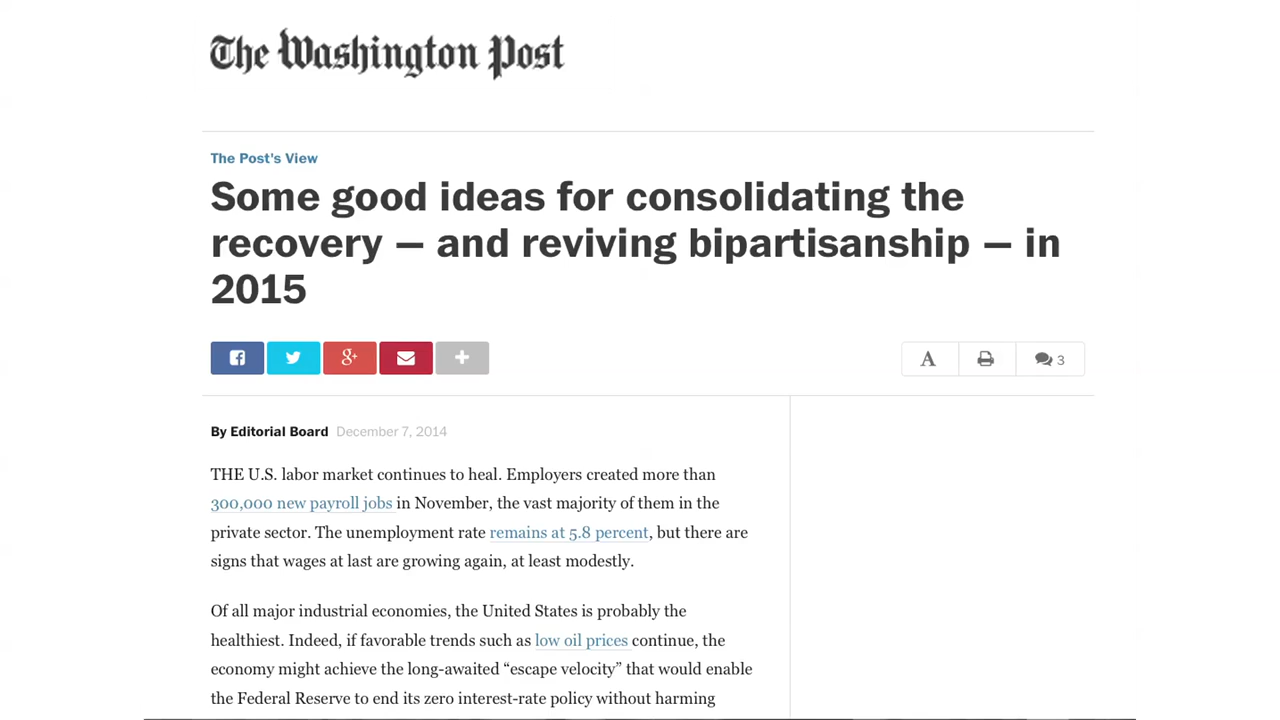 The Washington Post
The Post's View
Some good ideas for consolidating the
recovery — and reviving bipartisanship — in
2015
8+
A
3
By Editorial Board December 7, 2014
THE U.S. labor market continues to heal. Employers created more than
300,000 new payroll jobs in November, the vast majority of them in the
private sector. The unemployment rate remains at 5.8 percent, but there are
signs that wages at last are growing again, at least modestly.
Of all major industrial economies, the United States is probably the
healthiest. Indeed, if favorable trends such as low oil prices continue, the
economy might achieve the long-awaited “escape velocity” that would enable
the Federal Reserve to end its zero interest-rate policy without harming